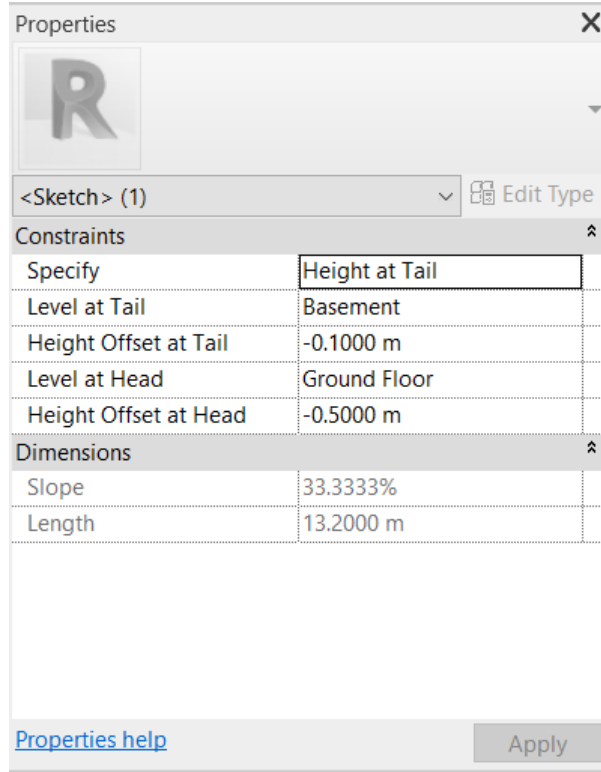 Properties
R
<Sketch> (1) Edit Type
Constraints
Specify Height at Tail
Level at Tail Basement
Height Offset at Tail -0.1000 m
Level at Head Ground Floor
Height Offset at Head -0.5000 m
Dimensions
Slope 33.3333%
Length 13.2000 m
Properties help Apply